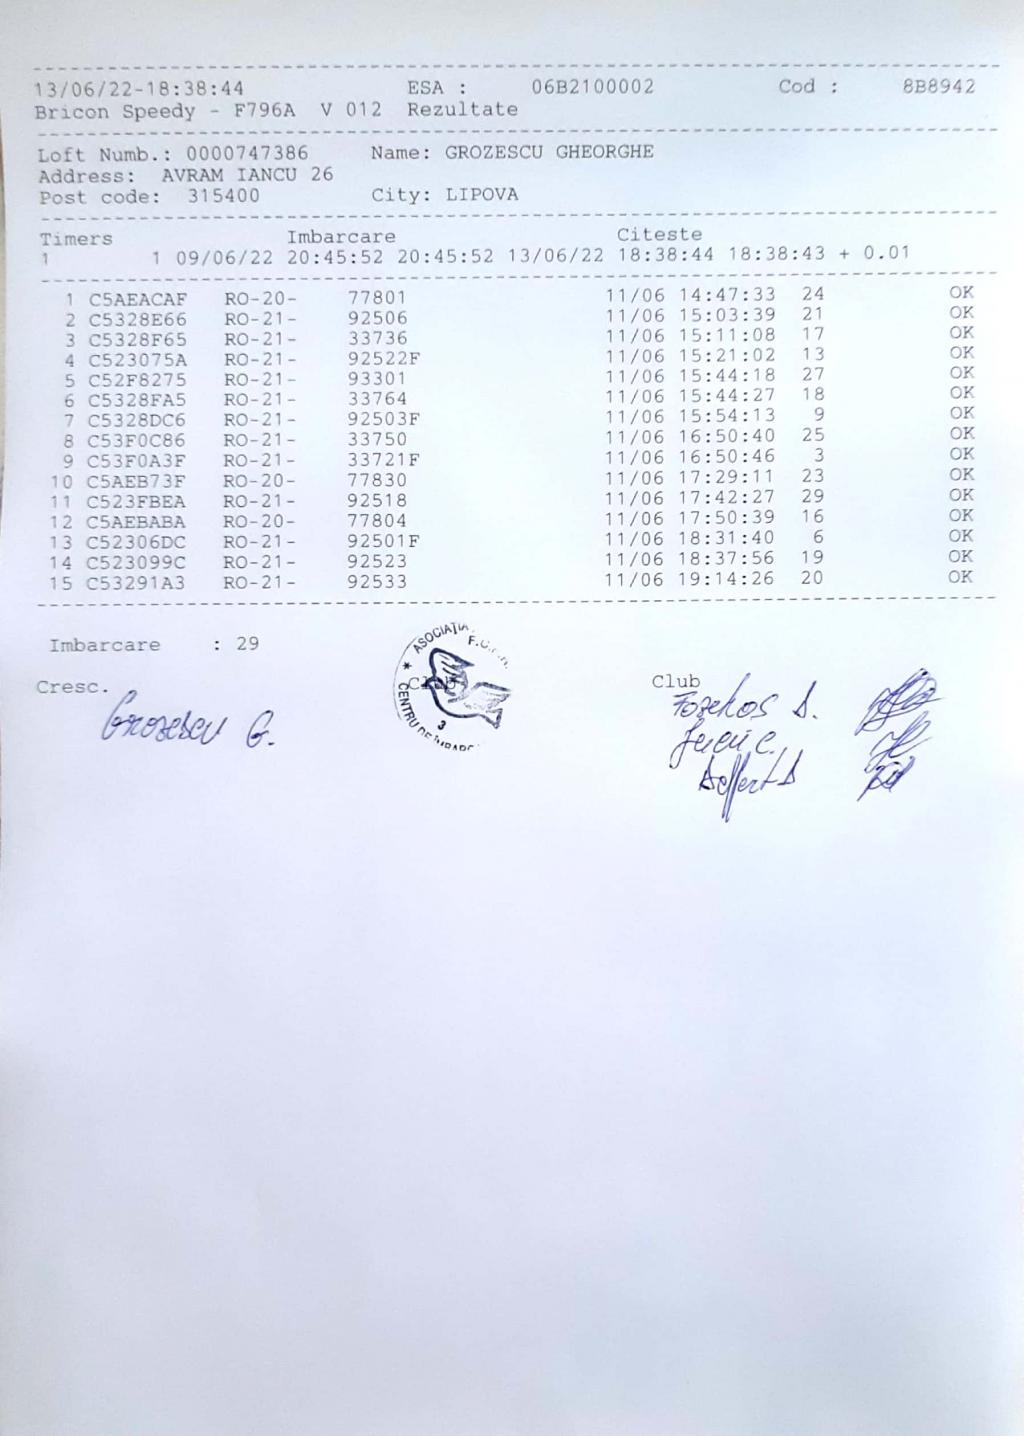 13/06/22-18:38:44 ESA : 06B2100002 Cod : 8B8942
Bricon Speedy - F796A V 012 Rezultate
Loft Numb.: 0000747386 Name: GROZESCU GHEORGHE
Address: AVRAM IANCU 26
Post code: 315400 City: LIPOVA
Timers Imbarcare Citeste
1 1 09/06/22 20:45:52 20:45:52 13/06/22 18:38:44 18:38:43 + 0.01
1 C5AEACAF RO-20- 77801 11/06 14:47:33 24 OK
2 C5328E66 RO-21- 92506 11/06 15:03:39 21 OK
3 C5328F65 RO-21- 33736 11/06 15:11:08 17 OK
4 C523075A RO-21- 92522F 11/06 15:21:02 13 OK
5 C52F8275 RO-21- 93301 11/06 15:44:18 27 OK
6 C5328FA5 RO-21- 33764 11/06 15:44:27 18 OK
7 C5328DC6 RO-21- 92503F 11/06 15:54:13 9 OK
8 C53F0C86 RO-21- 33750 11/06 16:50:40 25 OK
9 C53F0A3F RO-21- 33721F 11/06 16:50:46 3 OK
10 C5AEB73F RO-20- 77830 11/06 17:29:11 23 OK
11 C523FBEA RO-21- 92518 11/06 17:42:27 29 OK
12 C5AEBABA RO-20- 77804 11/06 17:50:39 16 OK
13 C52306DC RO-21- 92501F 11/06 18:31:40 6 OK
14 C523099C RO-21- 92523 11/06 18:37:56 19 OK
15 C53291A3 RO-21- 92533 11/06 19:14:26 20 OK
Imbarcare : 29
Cresc. Club Club
Grozescu G.
CENTRU DE
3